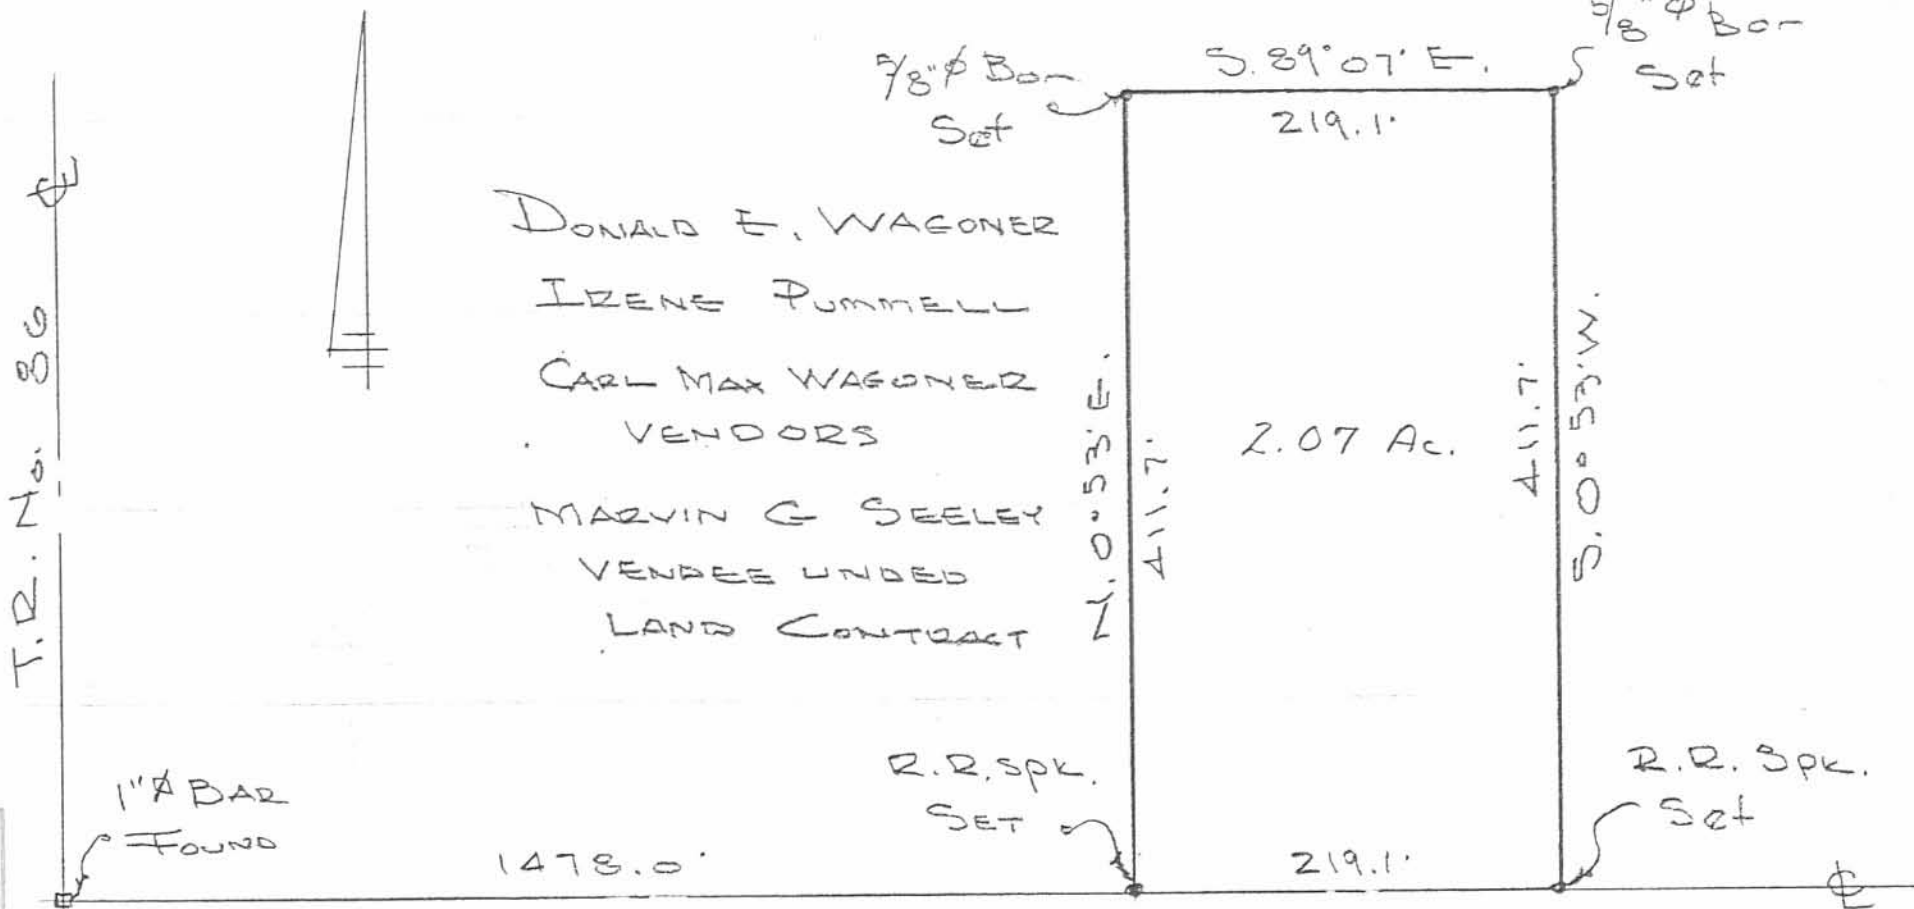 5/8"ø Bar
Set
S. 89°07' E.
219.1'
5/8"ø Bar
Set
DONALD E. WAGONER
IRENE PUMMELL
CARL MAX WAGONER
VENDORS
MARVIN G SEELEY
VENDEE UNDED
LAND CONTRACT
T.R. No. 86
℄
N. 0°53' E.
411.7'
2.07 Ac.
411.7'
S. 0°53' W.
1"ø BAR
FOUND
1478.0'
R.R. SPK.
SET
219.1'
R.R. Spk.
Set
℄